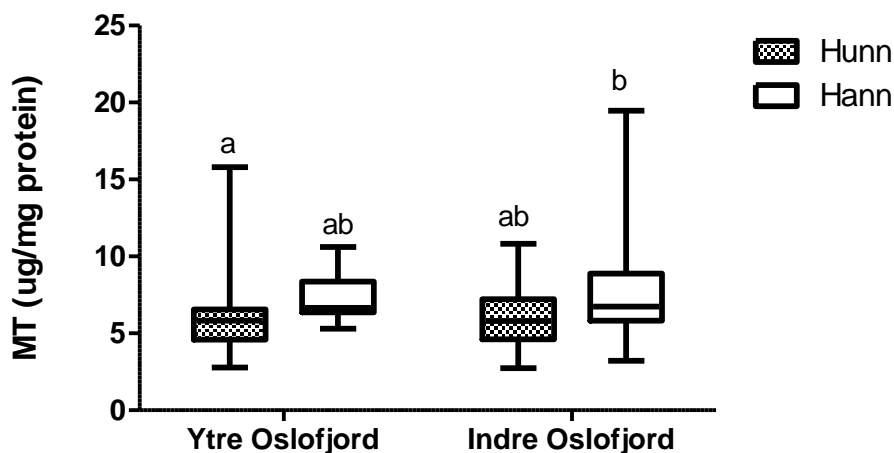 25
20
15
10
5
0
MT (ug/mg protein)
a
ab
ab
b
Ytre Oslofjord
Indre Oslofjord
Hunn
Hann